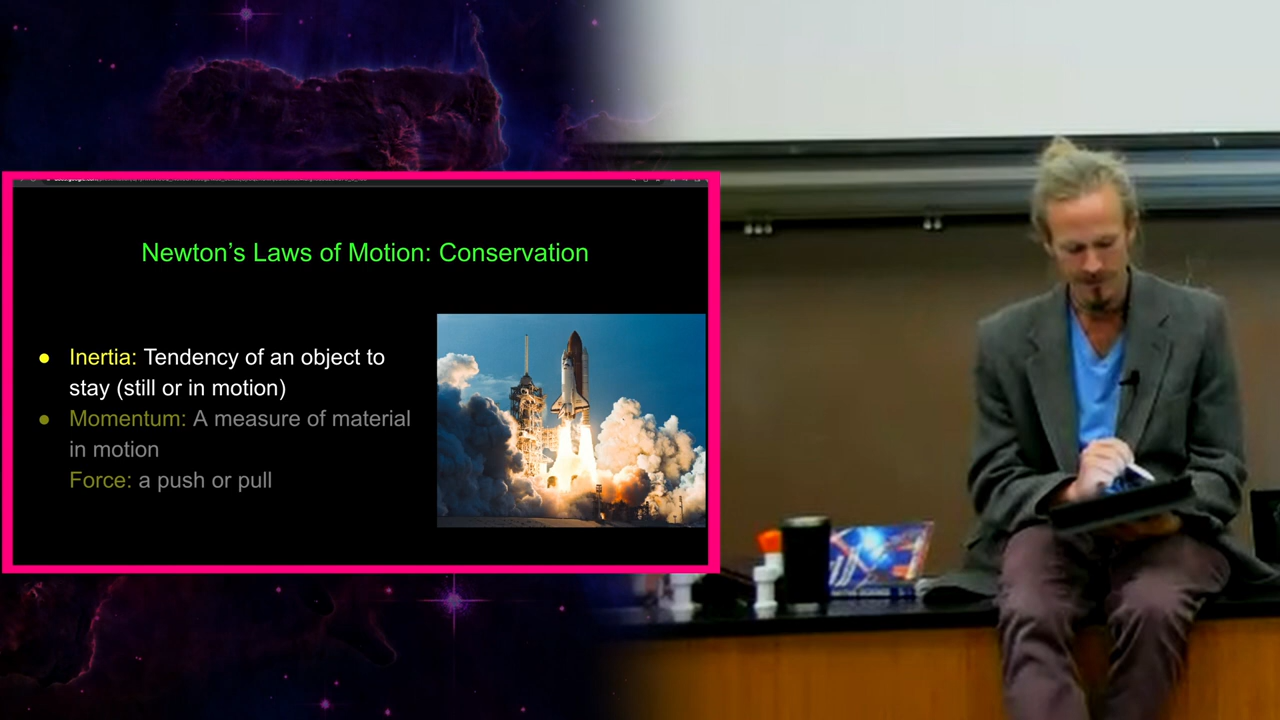 Newton’s Laws of Motion: Conservation
● Inertia: Tendency of an object to
stay (still or in motion)
● Momentum: A measure of material
in motion
Force: a push or pull